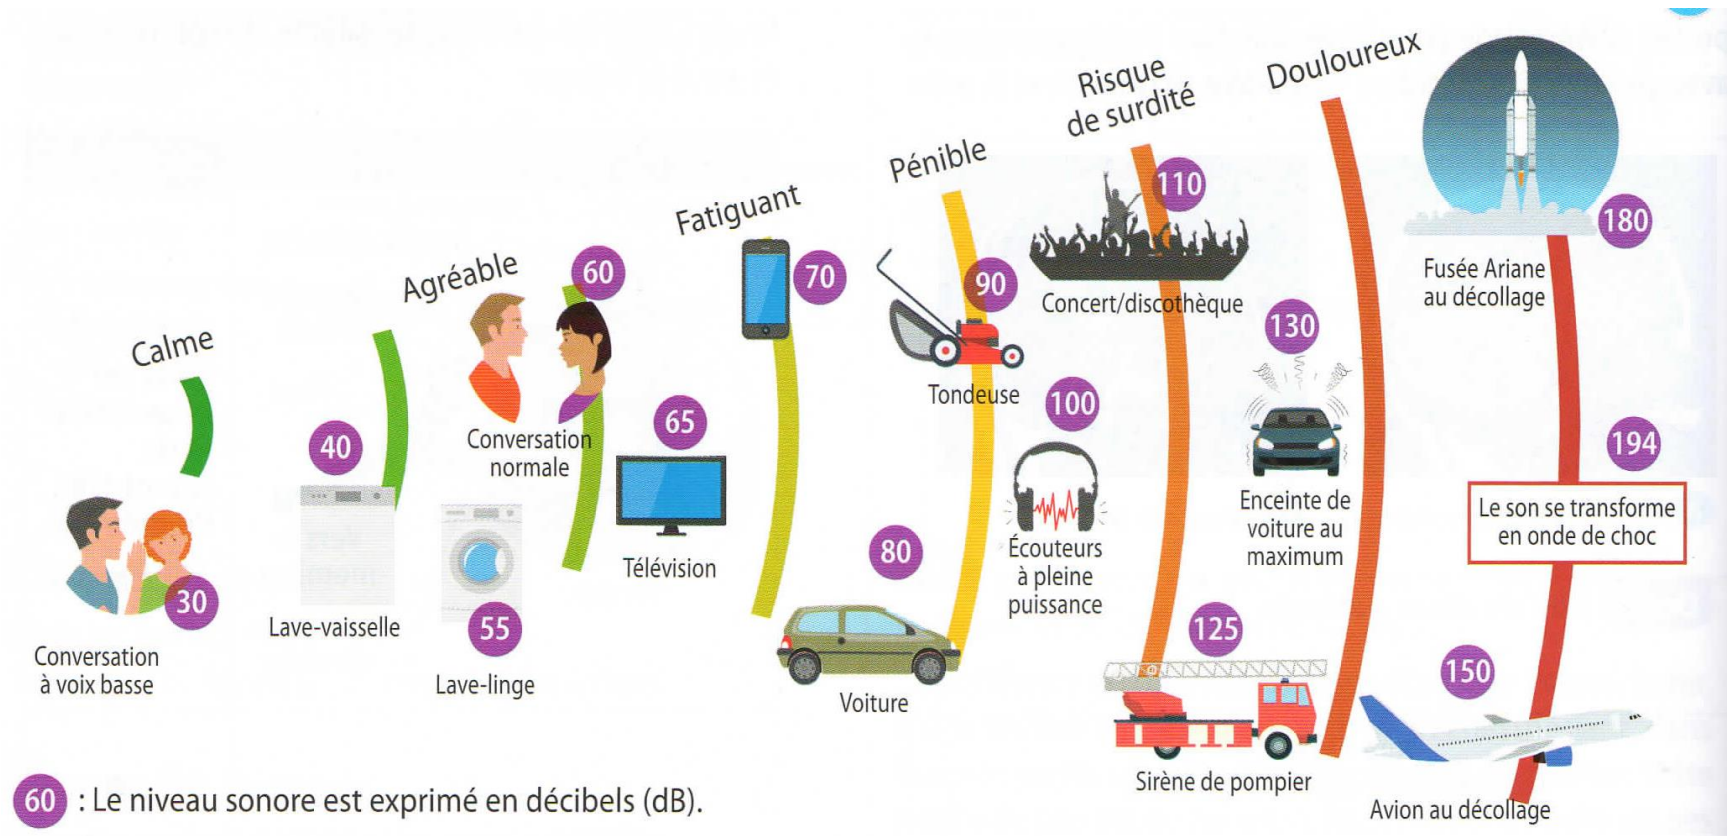 Calme
30
Conversation
à voix basse
40
Lave-vaisselle
Agréable
60
Conversation
normale
55
Lave-linge
65
Télévision
Fatiguant
70
80
Voiture
Pénible
90
Tondeuse
100
Écouteurs
à pleine
puissance
Risque
de surdité
110
Concert/discothèque
125
Sirène de pompier
130
Enceinte de
voiture au
maximum
Douloureux
180
Fusée Ariane
au décollage
194
Le son se transforme
en onde de choc
150
Avion au décollage
60 : Le niveau sonore est exprimé en décibels (dB).